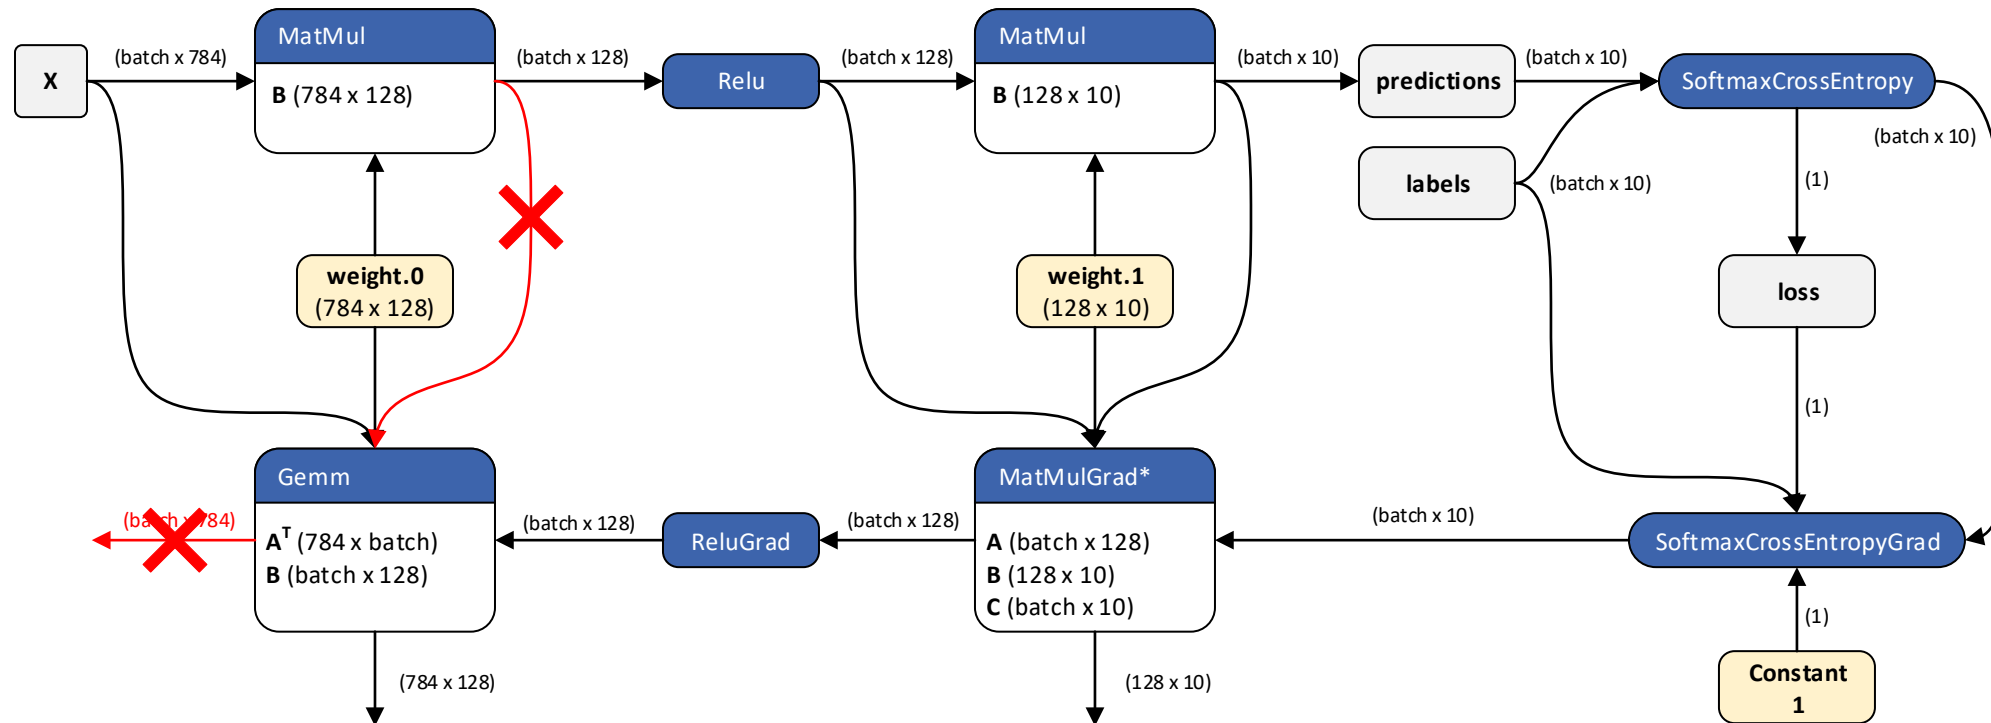 MatMul
MatMul
(batch x 784)
(batch x 128)
(batch x 128)
(batch x 10)
(batch x 10)
X
Relu
predictions
SoftmaxCrossEntropy
B (784 x 128)
B (128 x 10)
(batch x 10)
labels
(batch x 10)
(1)
weight.0
(784 x 128)
weight.1
(128 x 10)
loss
(1)
Gemm
MatMulGrad*
(batch x 784)
(batch x 128)
(batch x 128)
(batch x 10)
Aᵀ (784 x batch)
B (batch x 128)
ReluGrad
A (batch x 128)
B (128 x 10)
C (batch x 10)
SoftmaxCrossEntropyGrad
(1)
(784 x 128)
(128 x 10)
Constant
1